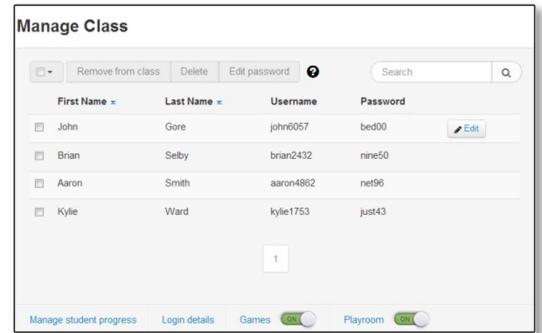 Manage Class
Remove from class Delete Edit password ? Search
First Name Last Name Username Password
John Gore john6057 bed00 Edit
Brian Selby brian2432 nine50
Aaron Smith aaron4862 net96
Kylie Ward kylie1753 just43
1
Manage student progress Login details Games ON Playroom ON